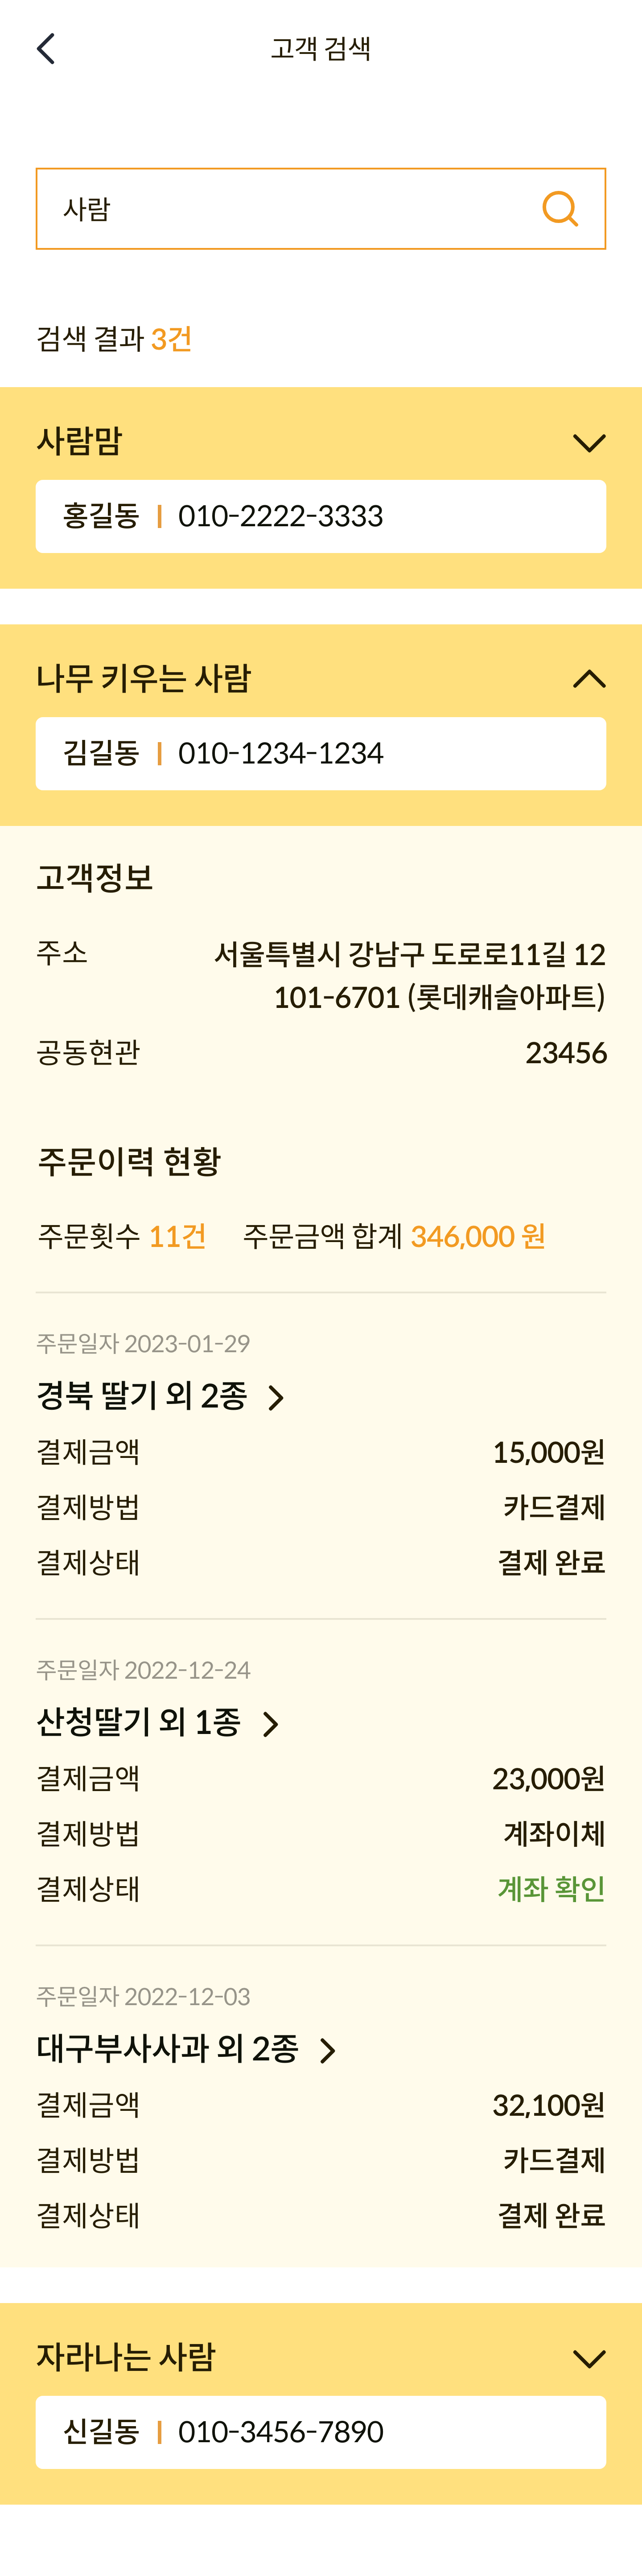 고객 검색
사람
검색 결과 3건
사람맘
홍길동 | 010-2222-3333
나무 키우는 사람
김길동 | 010-1234-1234
고객정보
주소 서울특별시 강남구 도로로11길 12
101-6701 (롯데캐슬아파트)
공동현관 23456
주문이력 현황
주문횟수 11건 주문금액 합계 346,000 원
주문일자 2023-01-29
경북 딸기 외 2종
결제금액 15,000원
결제방법 카드결제
결제상태 결제 완료
주문일자 2022-12-24
산청딸기 외 1종
결제금액 23,000원
결제방법 계좌이체
결제상태 계좌 확인
주문일자 2022-12-03
대구부사사과 외 2종
결제금액 32,100원
결제방법 카드결제
결제상태 결제 완료
자라나는 사람
신길동 | 010-3456-7890